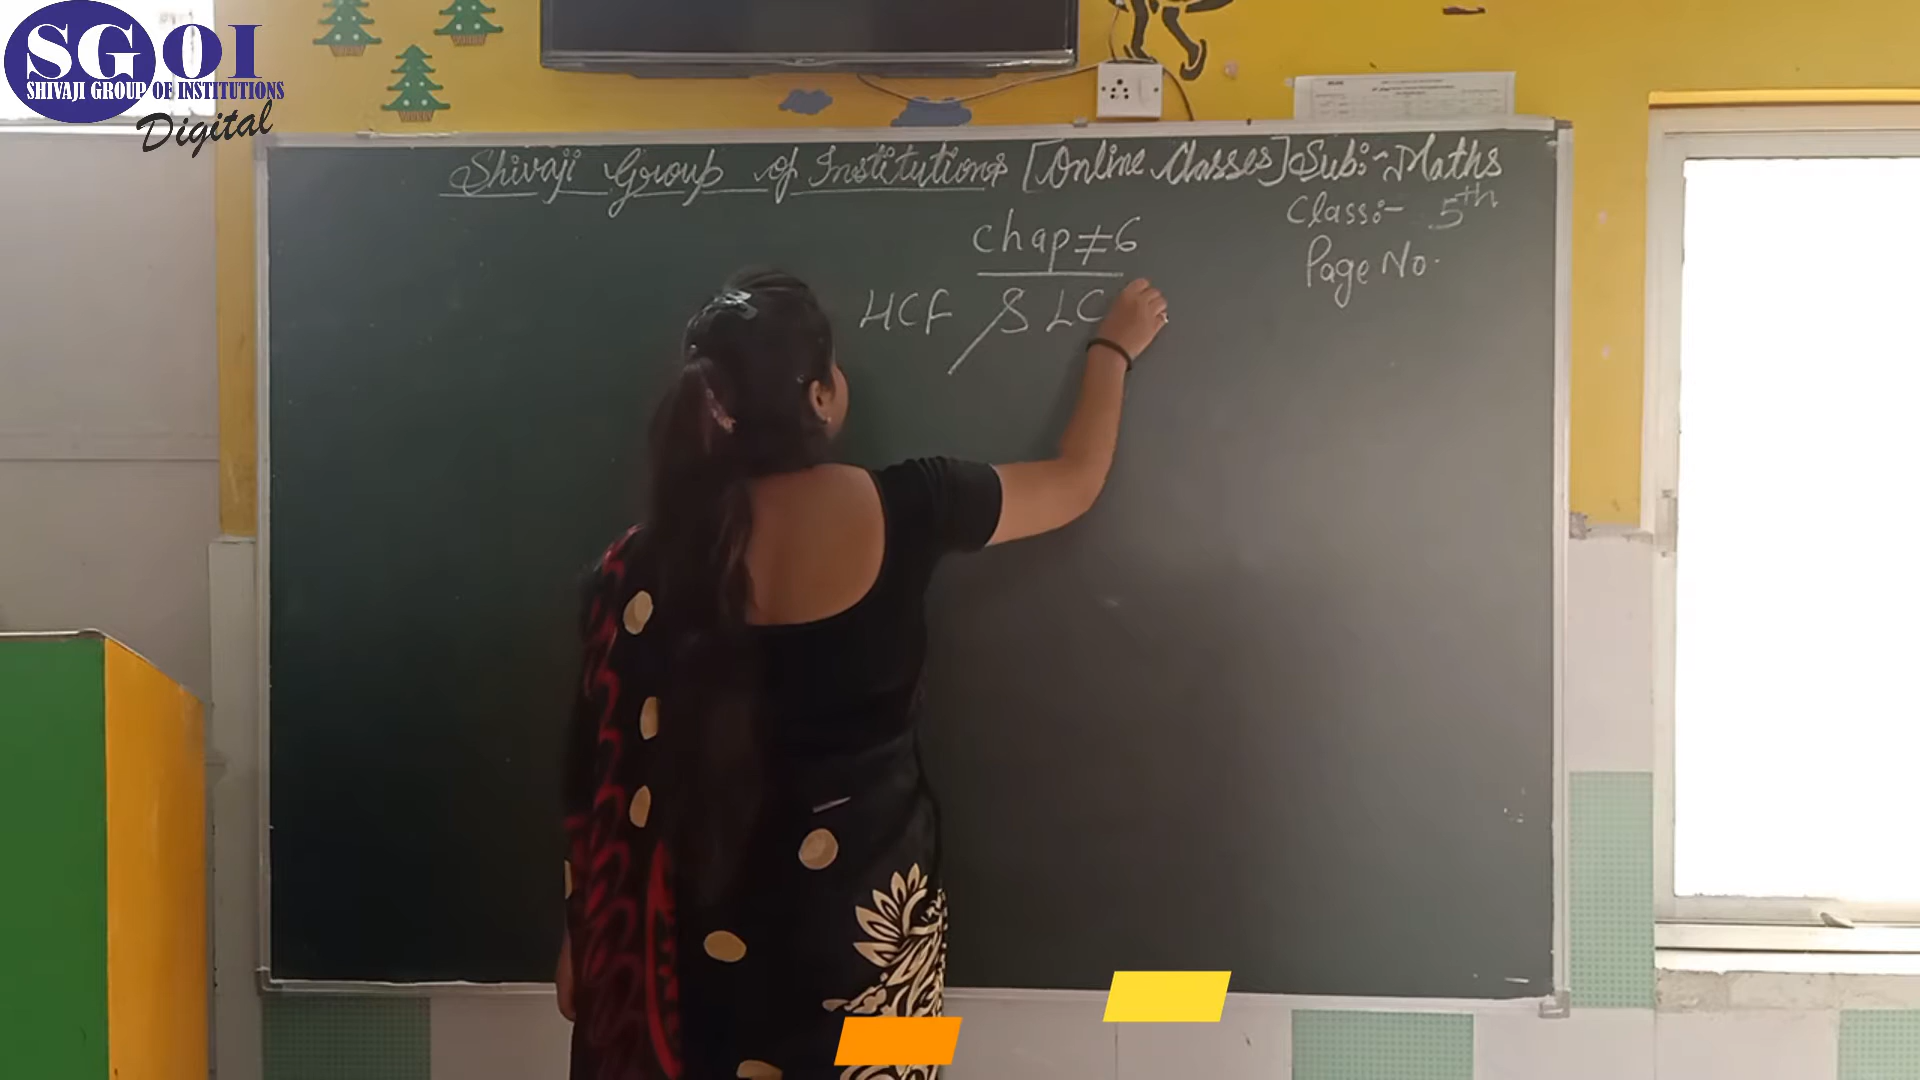 SGOI
SHIVAJI GROUP OF INSTITUTIONS
Digital
Shivaji Group of Institutions [Online Classes] Sub:- Maths
Class:- 5th
Page No.
Chap≠6
HCF & LC